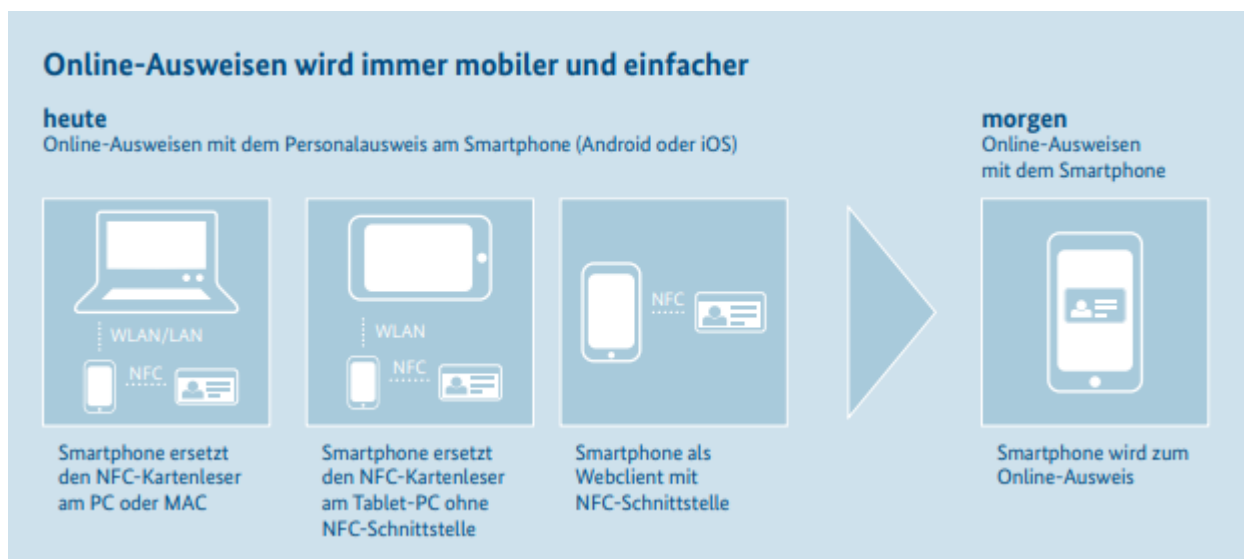 Online-Ausweisen wird immer mobiler und einfacher
heute
Online-Ausweisen mit dem Personalausweis am Smartphone (Android oder iOS)
WLAN/LAN
NFC
Smartphone ersetzt
den NFC-Kartenleser
am PC oder MAC
WLAN
NFC
Smartphone ersetzt
den NFC-Kartenleser
am Tablet-PC ohne
NFC-Schnittstelle
NFC
Smartphone als
Webclient mit
NFC-Schnittstelle
morgen
Online-Ausweisen
mit dem Smartphone
Smartphone wird zum
Online-Ausweis